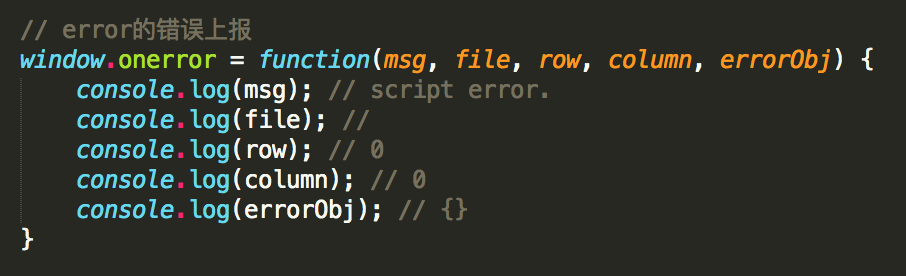 // error的错误上报
window.onerror = function(msg, file, row, column, errorObj) {
    console.log(msg); // script error.
    console.log(file); //
    console.log(row); // 0
    console.log(column); // 0
    console.log(errorObj); // {}
}